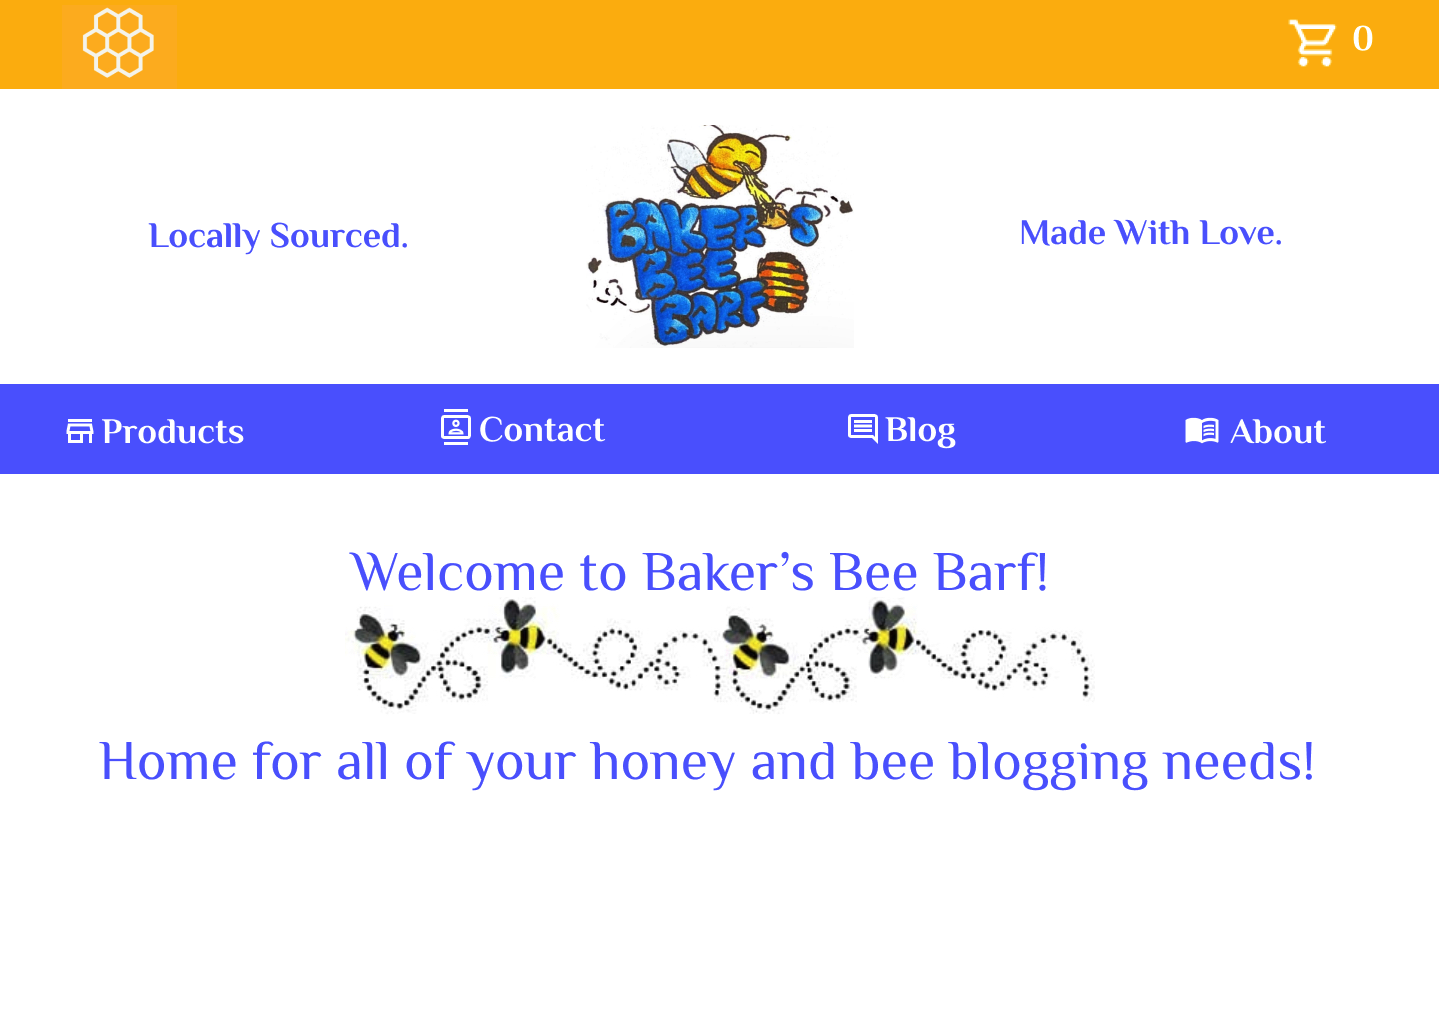 0
Locally Sourced.
BAKER'S
BEE
BARF
Made With Love.
Products
Contact
Blog
About
Welcome to Baker’s Bee Barf!
Home for all of your honey and bee blogging needs!